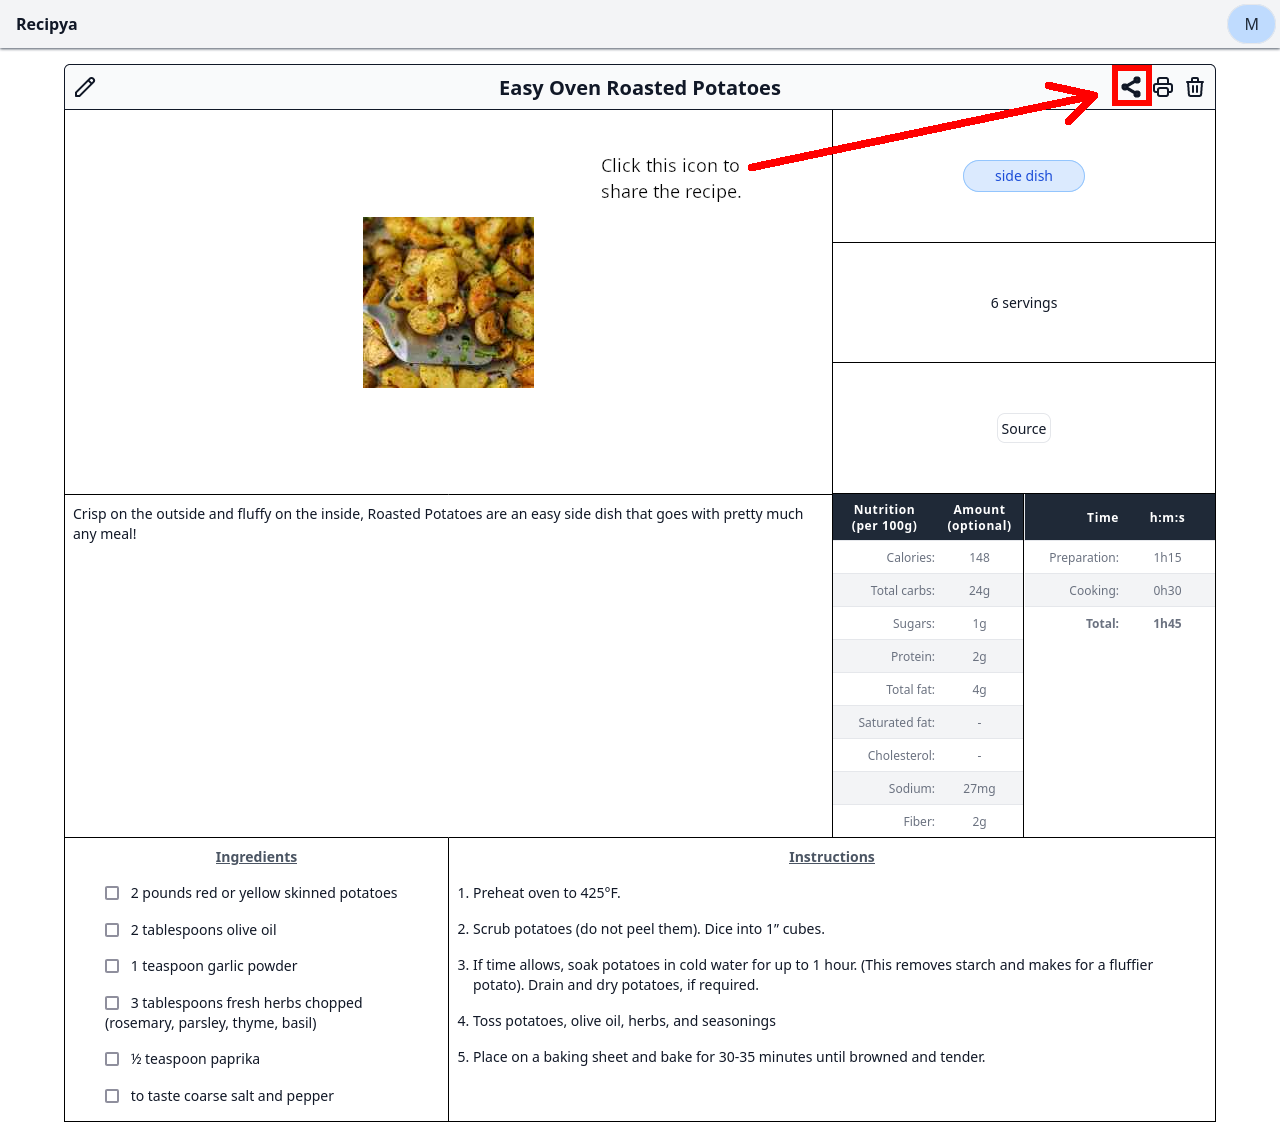 Recipya
M
Easy Oven Roasted Potatoes
Click this icon to
share the recipe.
side dish
6 servings
Source
Crisp on the outside and fluffy on the inside, Roasted Potatoes are an easy side dish that goes with pretty much
any meal!
Nutrition (per 100g) Amount (optional)
Calories: 148
Total carbs: 24g
Sugars: 1g
Protein: 2g
Total fat: 4g
Saturated fat: -
Cholesterol: -
Sodium: 27mg
Fiber: 2g
Time h:m:s
Preparation: 1h15
Cooking: 0h30
Total: 1h45
Ingredients
2 pounds red or yellow skinned potatoes
2 tablespoons olive oil
1 teaspoon garlic powder
3 tablespoons fresh herbs chopped
(rosemary, parsley, thyme, basil)
½ teaspoon paprika
to taste coarse salt and pepper
Instructions
1. Preheat oven to 425°F.
2. Scrub potatoes (do not peel them). Dice into 1” cubes.
3. If time allows, soak potatoes in cold water for up to 1 hour. (This removes starch and makes for a fluffier
potato). Drain and dry potatoes, if required.
4. Toss potatoes, olive oil, herbs, and seasonings
5. Place on a baking sheet and bake for 30-35 minutes until browned and tender.